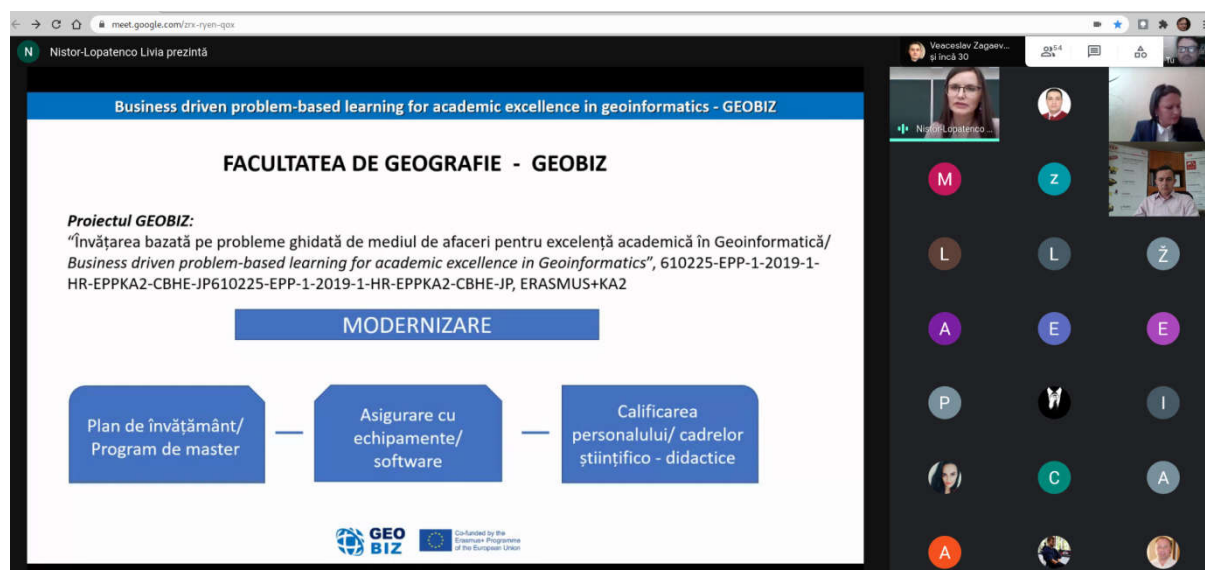 meet.google.com/zrx-ryen-qox
N
Nistor-Lopatenco Livia prezintă
Veaceslav Zagaev...
și încă 30
54
Business driven problem-based learning for academic excellence in geoinformatics - GEOBIZ
FACULTATEA DE GEOGRAFIE - GEOBIZ
Proiectul GEOBIZ:
“Învățarea bazată pe probleme ghidată de mediul de afaceri pentru excelență academică în Geoinformatică/
Business driven problem-based learning for academic excellence in Geoinformatics”, 610225-EPP-1-2019-1-
HR-EPPKA2-CBHE-JP610225-EPP-1-2019-1-HR-EPPKA2-CBHE-JP, ERASMUS+KA2
MODERNIZARE
Plan de învățământ/
Program de master
Asigurare cu
echipamente/
software
Calificarea
personalului/ cadrelor
științifico - didactice
GEO
BIZ
Co-funded by the
Erasmus+ Programme
of the European Union
Nistor-Lopatenco ...
M
Z
L
L
Ž
A
E
E
P
I
C
A
A